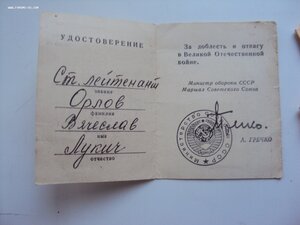 УДОСТОВЕРЕНИЕ
Ст. лейтенант
звание
Орлов
фамилия
Вячеслав
имя
Лукич
отчество
За доблесть и отвагу
в Великой Отечественной
войне.
Министр обороны СССР
Маршал Советского Союза
А. ГРЕЧКО